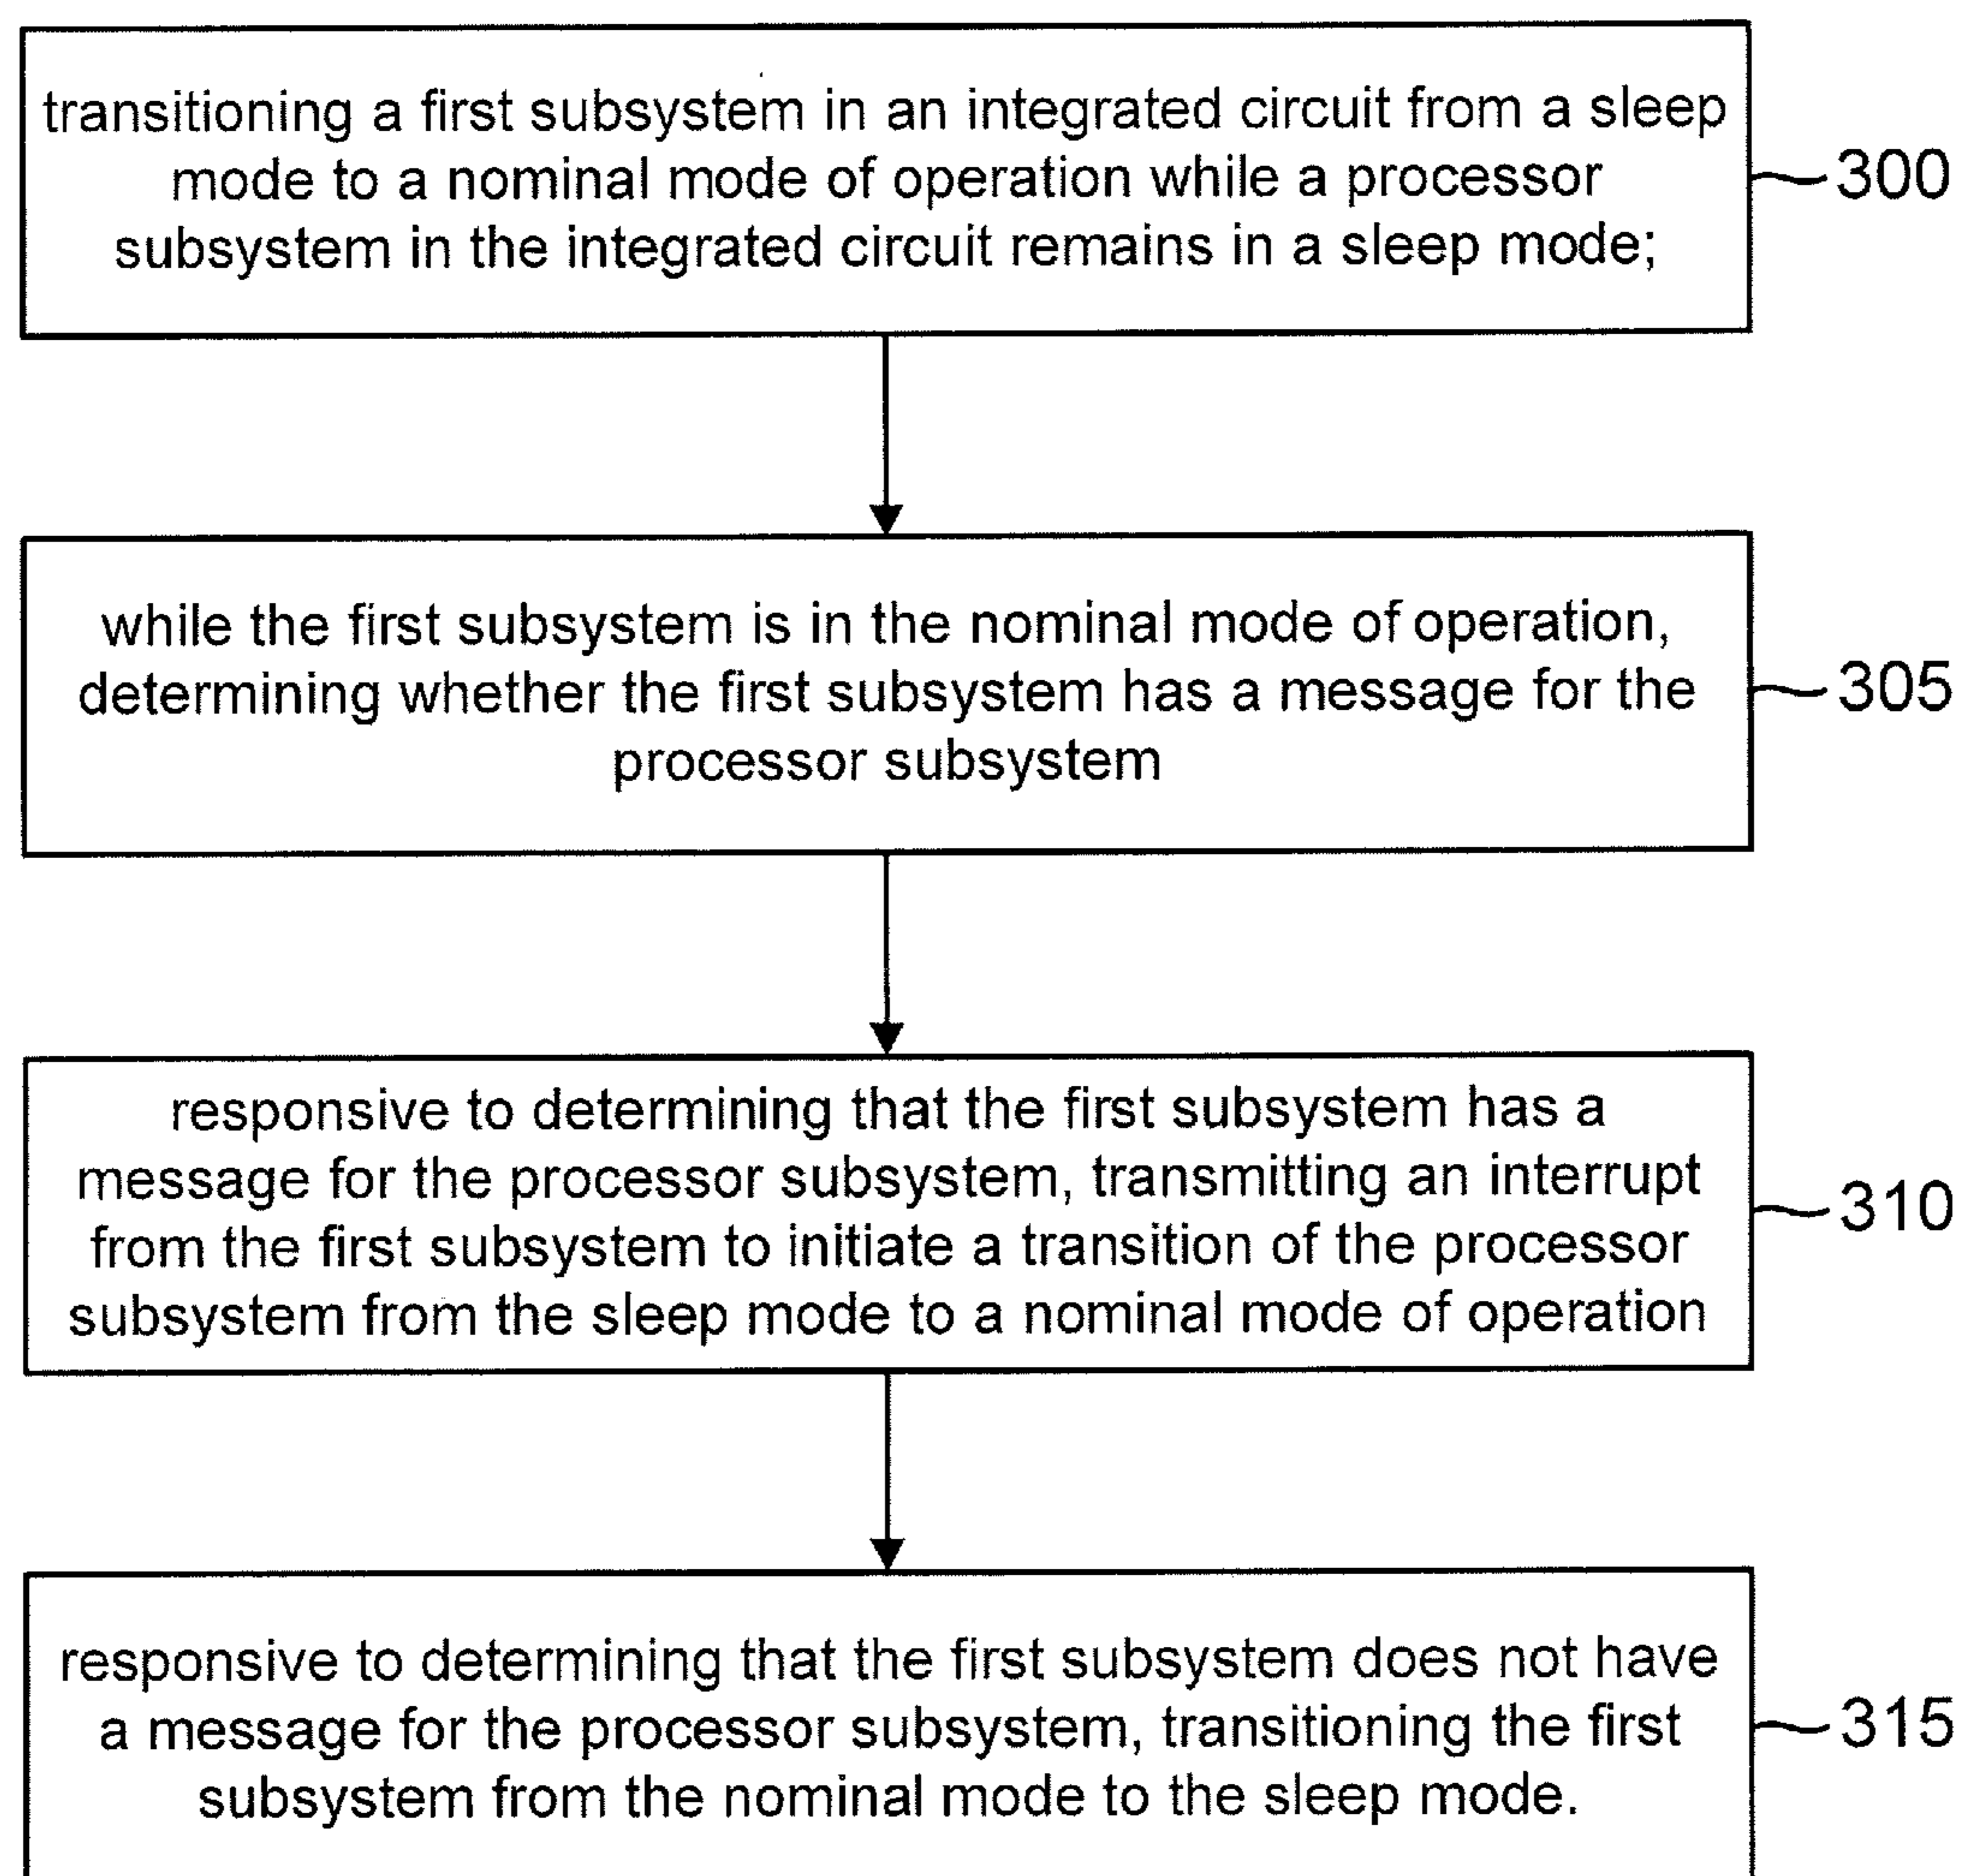 transitioning a first subsystem in an integrated circuit from a sleep
mode to a nominal mode of operation while a processor
subsystem in the integrated circuit remains in a sleep mode;
300
while the first subsystem is in the nominal mode of operation,
determining whether the first subsystem has a message for the
processor subsystem
305
responsive to determining that the first subsystem has a
message for the processor subsystem, transmitting an interrupt
from the first subsystem to initiate a transition of the processor
subsystem from the sleep mode to a nominal mode of operation
310
responsive to determining that the first subsystem does not have
a message for the processor subsystem, transitioning the first
subsystem from the nominal mode to the sleep mode.
315